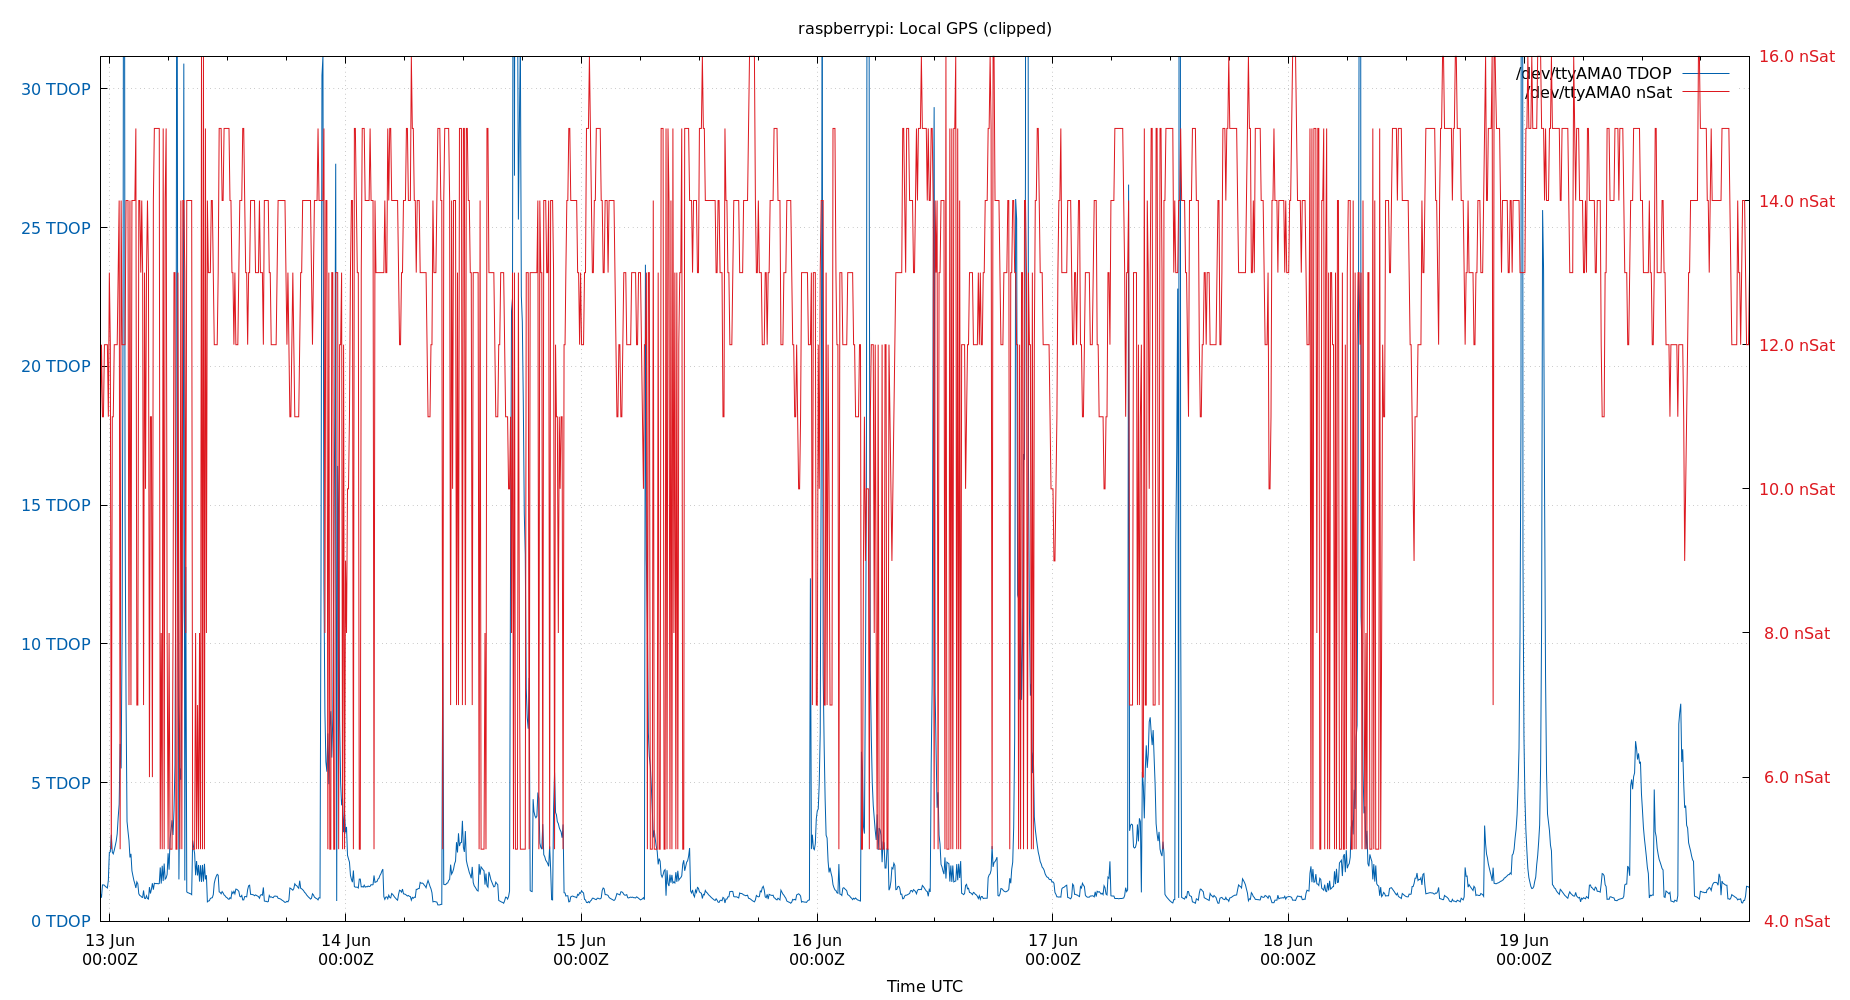 raspberrypi: Local GPS (clipped)
/dev/ttyAMA0 TDOP
/dev/ttyAMA0 nSat
30 TDOP
25 TDOP
20 TDOP
15 TDOP
10 TDOP
5 TDOP
0 TDOP
16.0 nSat
14.0 nSat
12.0 nSat
10.0 nSat
8.0 nSat
6.0 nSat
4.0 nSat
13 Jun
00:00Z
14 Jun
00:00Z
15 Jun
00:00Z
16 Jun
00:00Z
17 Jun
00:00Z
18 Jun
00:00Z
19 Jun
00:00Z
Time UTC